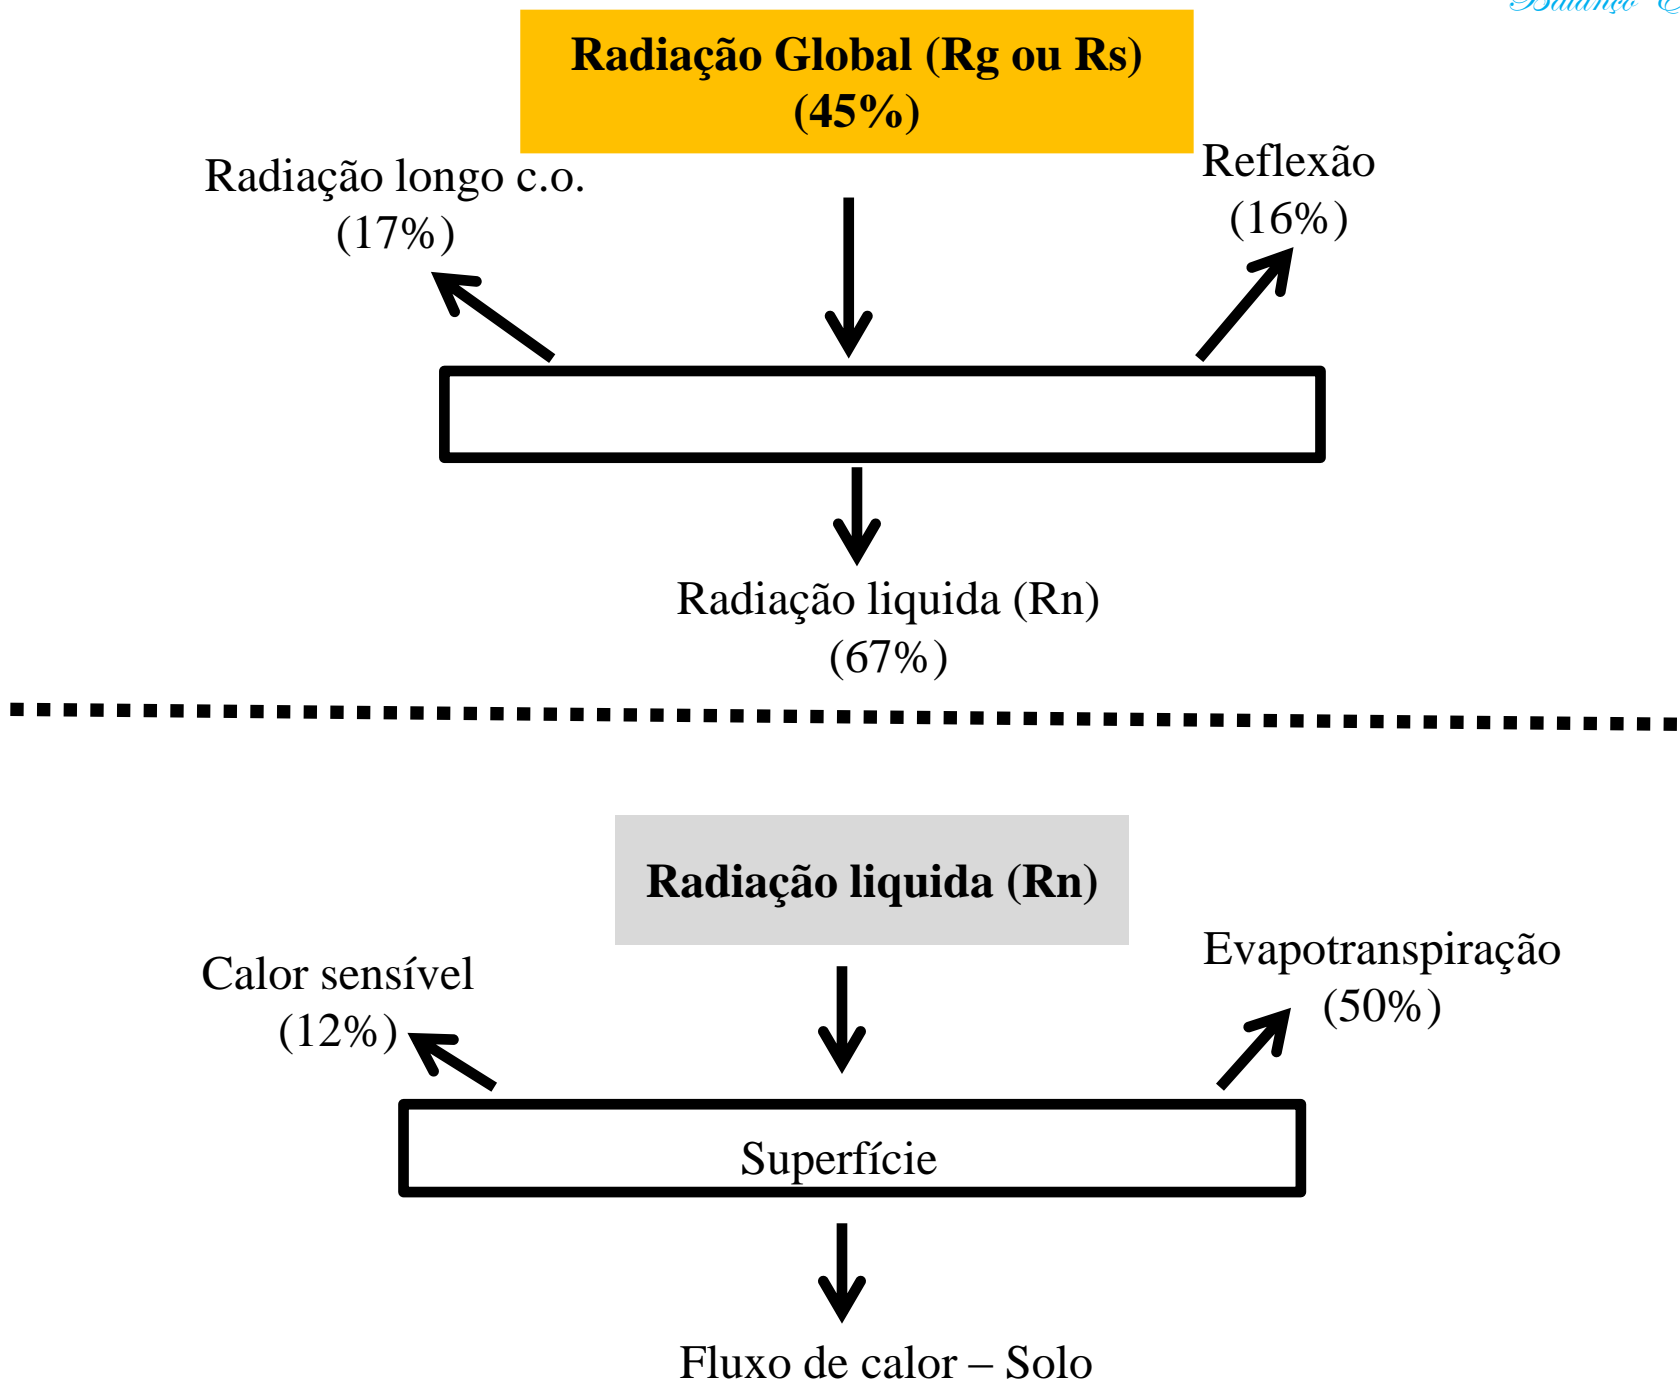 Balanço
Radiação Global (Rg ou Rs)
(45%)
Radiação longo c.o.
(17%)
Reflexão
(16%)
Radiação liquida (Rn)
(67%)
Radiação liquida (Rn)
Calor sensível
(12%)
Evapotranspiração
(50%)
Superfície
Fluxo de calor – Solo